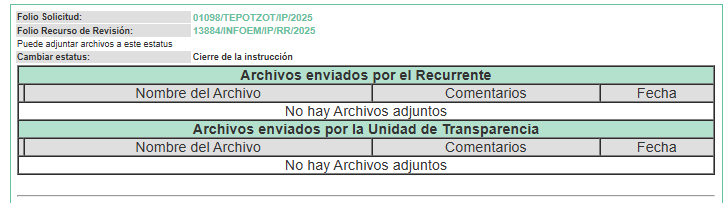 Folio Solicitud: 01098/TEPOTZOT/IP/2025
Folio Recurso de Revisión: 13884/INFOEM/IP/RR/2025
Puede adjuntar archivos a este estatus
Cambiar estatus: Cierre de la instrucción
Archivos enviados por el Recurrente
Nombre del Archivo Comentarios Fecha
No hay Archivos adjuntos
Archivos enviados por la Unidad de Transparencia
Nombre del Archivo Comentarios Fecha
No hay Archivos adjuntos